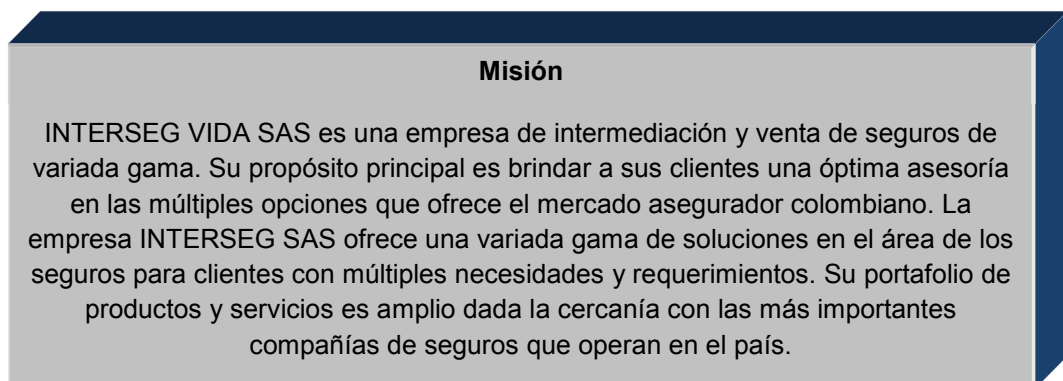 Misión
INTERSEG VIDA SAS es una empresa de intermediación y venta de seguros de
variada gama. Su propósito principal es brindar a sus clientes una óptima asesoría
en las múltiples opciones que ofrece el mercado asegurador colombiano. La
empresa INTERSEG SAS ofrece una variada gama de soluciones en el área de los
seguros para clientes con múltiples necesidades y requerimientos. Su portafolio de
productos y servicios es amplio dada la cercanía con las más importantes
compañías de seguros que operan en el país.